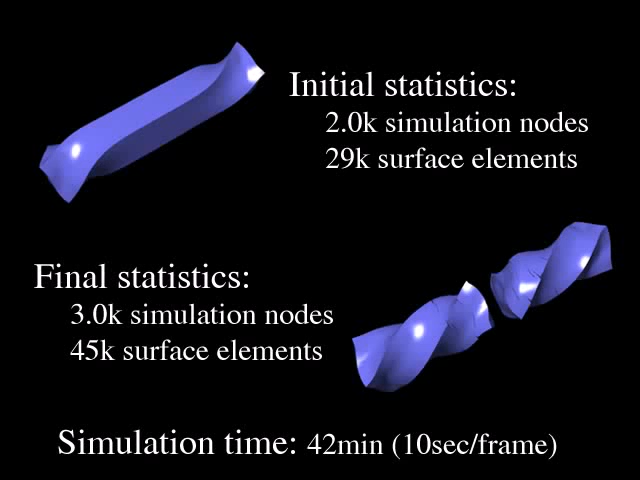 Initial statistics:
2.0k simulation nodes
29k surface elements
Final statistics:
3.0k simulation nodes
45k surface elements
Simulation time: 42min (10sec/frame)